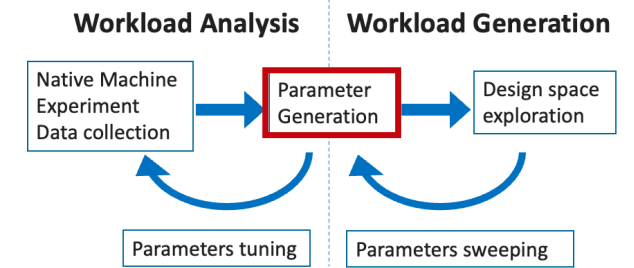 Workload Analysis
Workload Generation
Native Machine
Experiment
Data collection
Parameter
Generation
Design space
exploration
Parameters tuning
Parameters sweeping